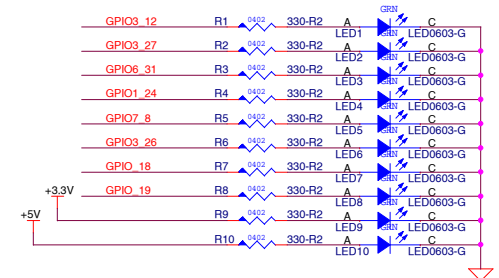 GRN
GPIO3_12 R1 0402 330-R2 A C
LED1 GRN LED0603-G
GPIO3_27 R2 0402 330-R2 A C
LED2 GRN LED0603-G
GPIO6_31 R3 0402 330-R2 A C
LED3 GRN LED0603-G
GPIO1_24 R4 0402 330-R2 A C
LED4 GRN LED0603-G
GPIO7_8 R5 0402 330-R2 A C
LED5 GRN LED0603-G
GPIO3_26 R6 0402 330-R2 A C
LED6 GRN LED0603-G
GPIO_18 R7 0402 330-R2 A C
LED7 GRN LED0603-G
GPIO_19 R8 0402 330-R2 A C
+3.3V
LED8 GRN LED0603-G
+5V R9 0402 330-R2 A C
LED9 GRN LED0603-G
R10 0402 330-R2 A C
LED10 LED0603-G